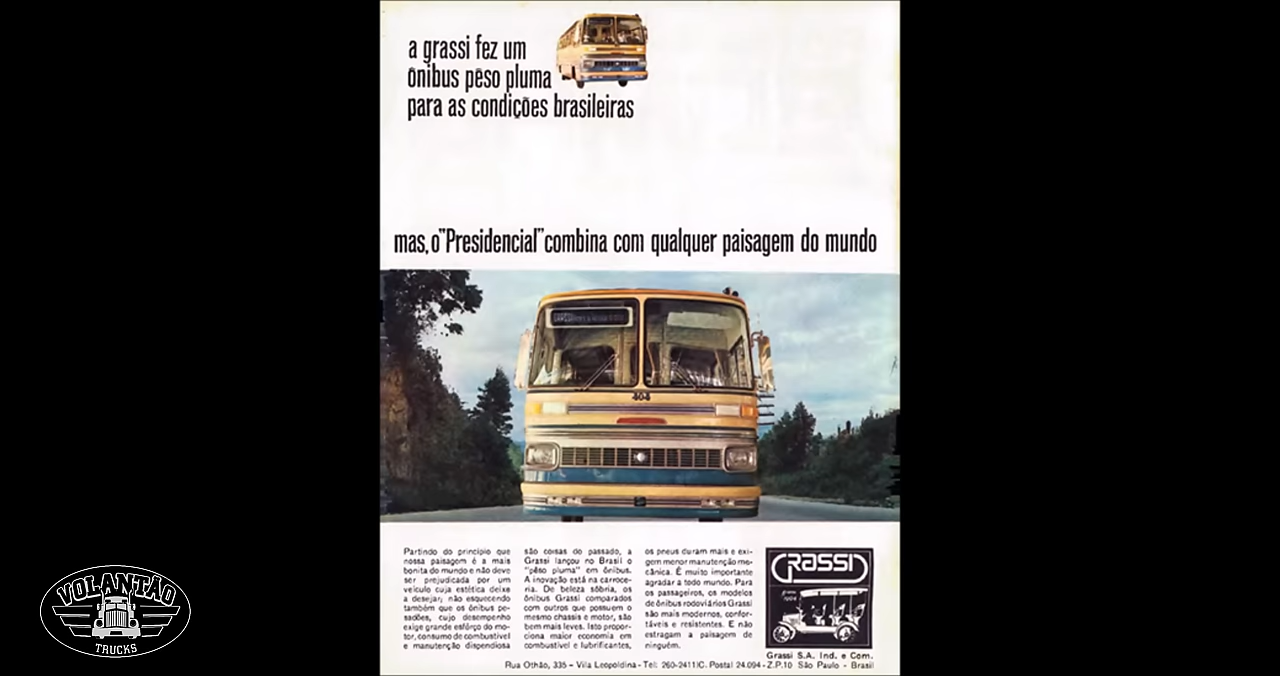 a grassi fez um
ônibus pêso pluma
para as condições brasileiras
mas, o "Presidencial" combina com qualquer paisagem do mundo
404
Partindo do princípio que
nossa paisagem é a mais
bonita do mundo e não deve
ser prejudicada por um
veículo cuja estética deixe
a desejar; não esquecendo
também que os ônibus pe-
sadões, cujo desempenho
exige grande esfôrço do mo-
tor, consumo de combustível
e manutenção dispendiosa
são coisas do passado, a
Grassi lançou no Brasil o
"pêso pluma" em ônibus.
A inovação está na carroce-
ria. De beleza sóbria, os
ônibus Grassi comparados
com outros que possuem o
mesmo chassis e motor, são
bem mais leves. Isto propor-
ciona maior economia em
combustível e lubrificantes,
os pneus duram mais e exi-
gem menor manutenção me-
cânica. É muito importante
agradar a todo mundo. Para
os passageiros, os modelos
de ônibus rodoviários Grassi
são mais modernos, confor-
táveis e resistentes. E não
estragam a paisagem de
ninguém.
GRASSI
Grassi S.A. Ind. e Com.
Rua Othão, 335 - Vila Leopoldina - Tel: 260-2411)C. Postal 24.094 - Z.P.10 São Paulo - Brasil
VOLANTÃO
TRUCKS